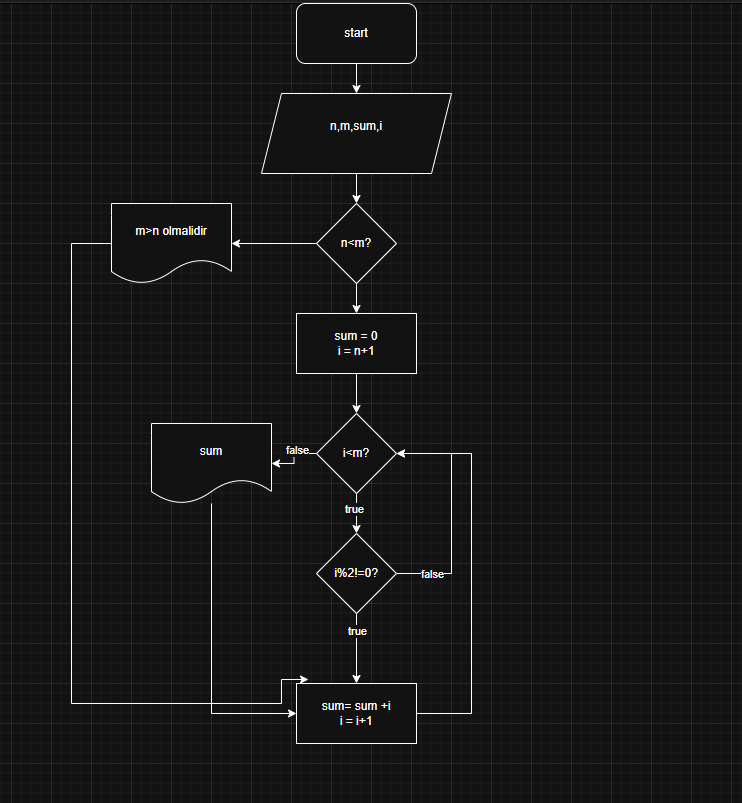 start
n,m,sum,i
m>n olmalidir
n<m?
sum = 0
i = n+1
sum
false
i<m?
true
i%2!=0?
false
true
sum= sum +i
i = i+1